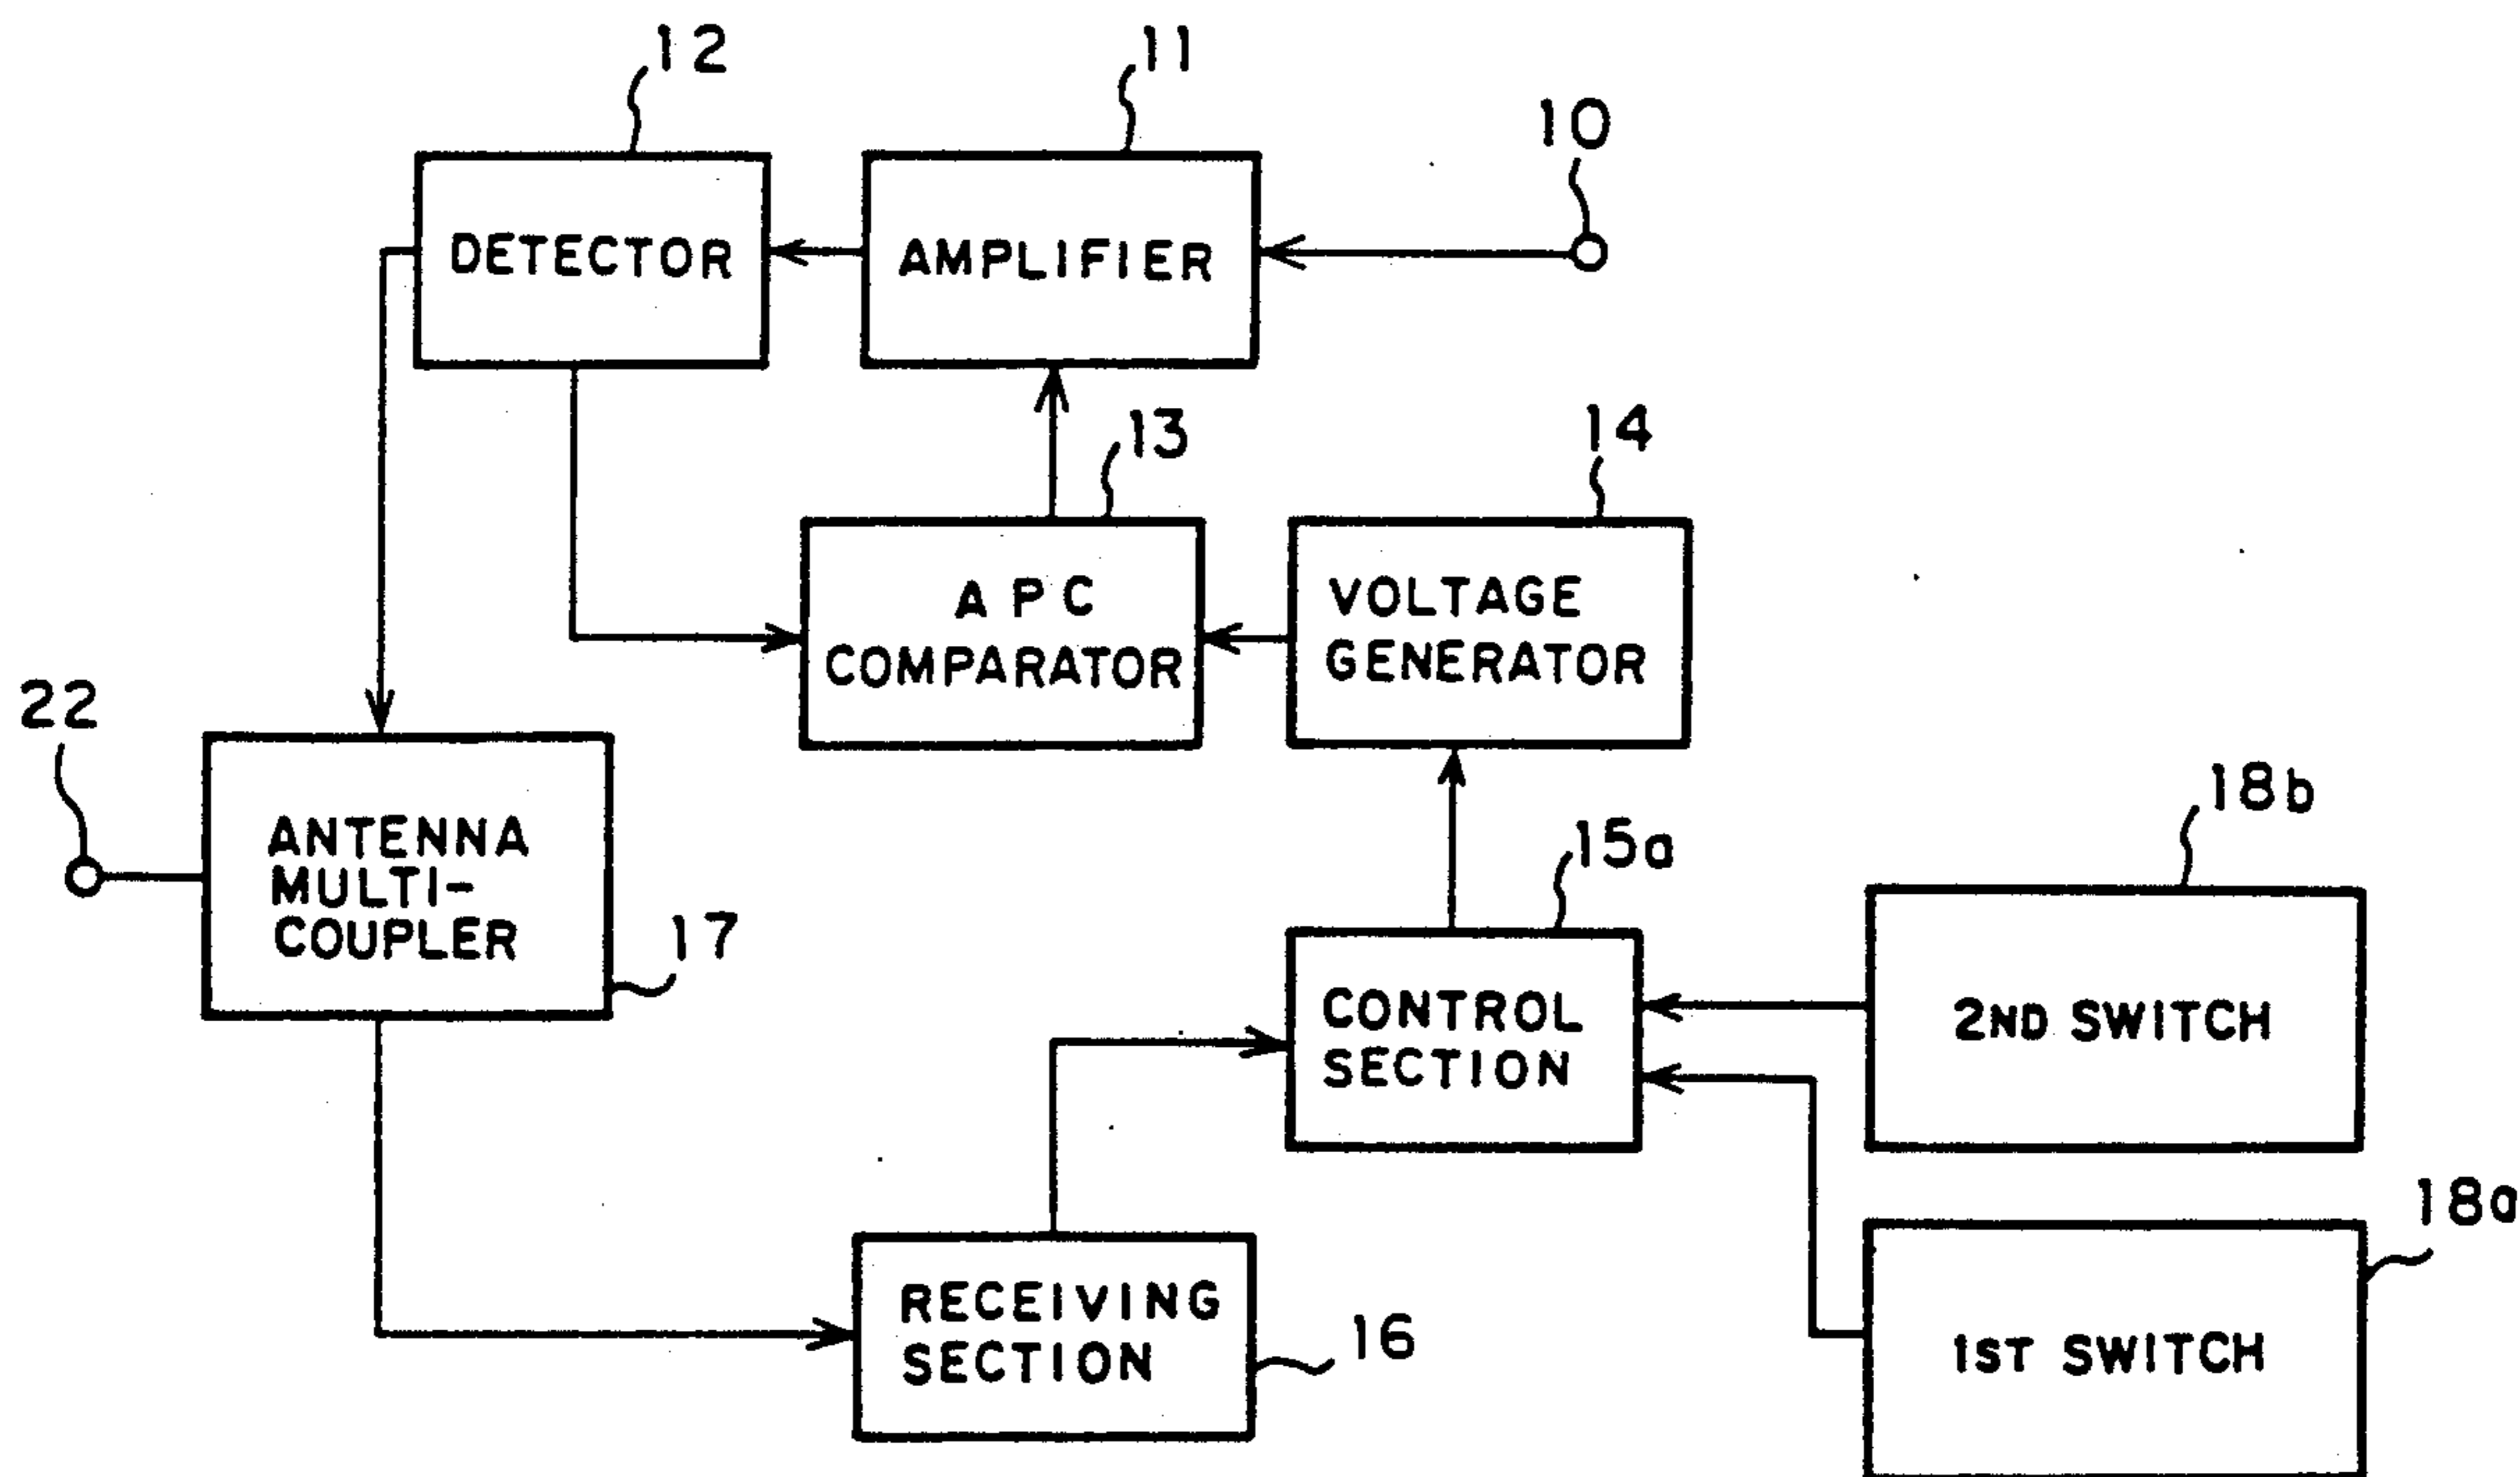 12
11
10
DETECTOR
AMPLIFIER
13
14
APC
COMPARATOR
VOLTAGE
GENERATOR
22
ANTENNA
MULTI-
COUPLER
17
15a
18b
CONTROL
SECTION
2ND SWITCH
18a
RECEIVING
SECTION
16
1ST SWITCH